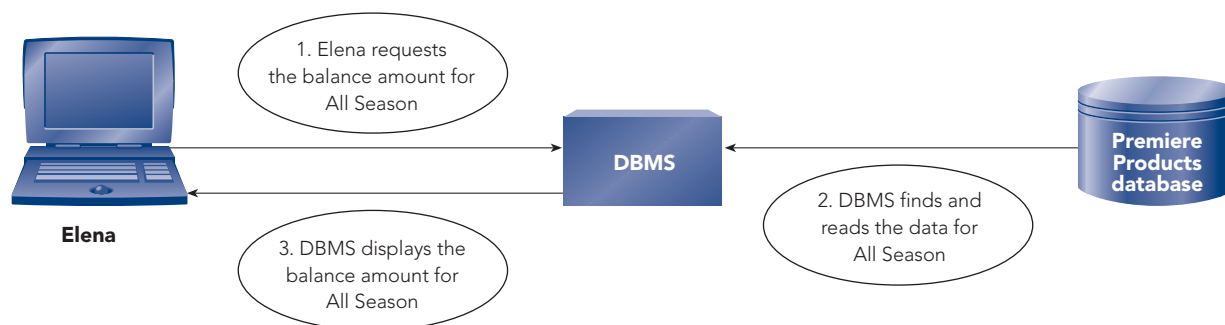 1. Elena requests
the balance amount for
All Season
DBMS
Premiere
Products
database
Elena
2. DBMS finds and
reads the data for
All Season
3. DBMS displays the
balance amount for
All Season